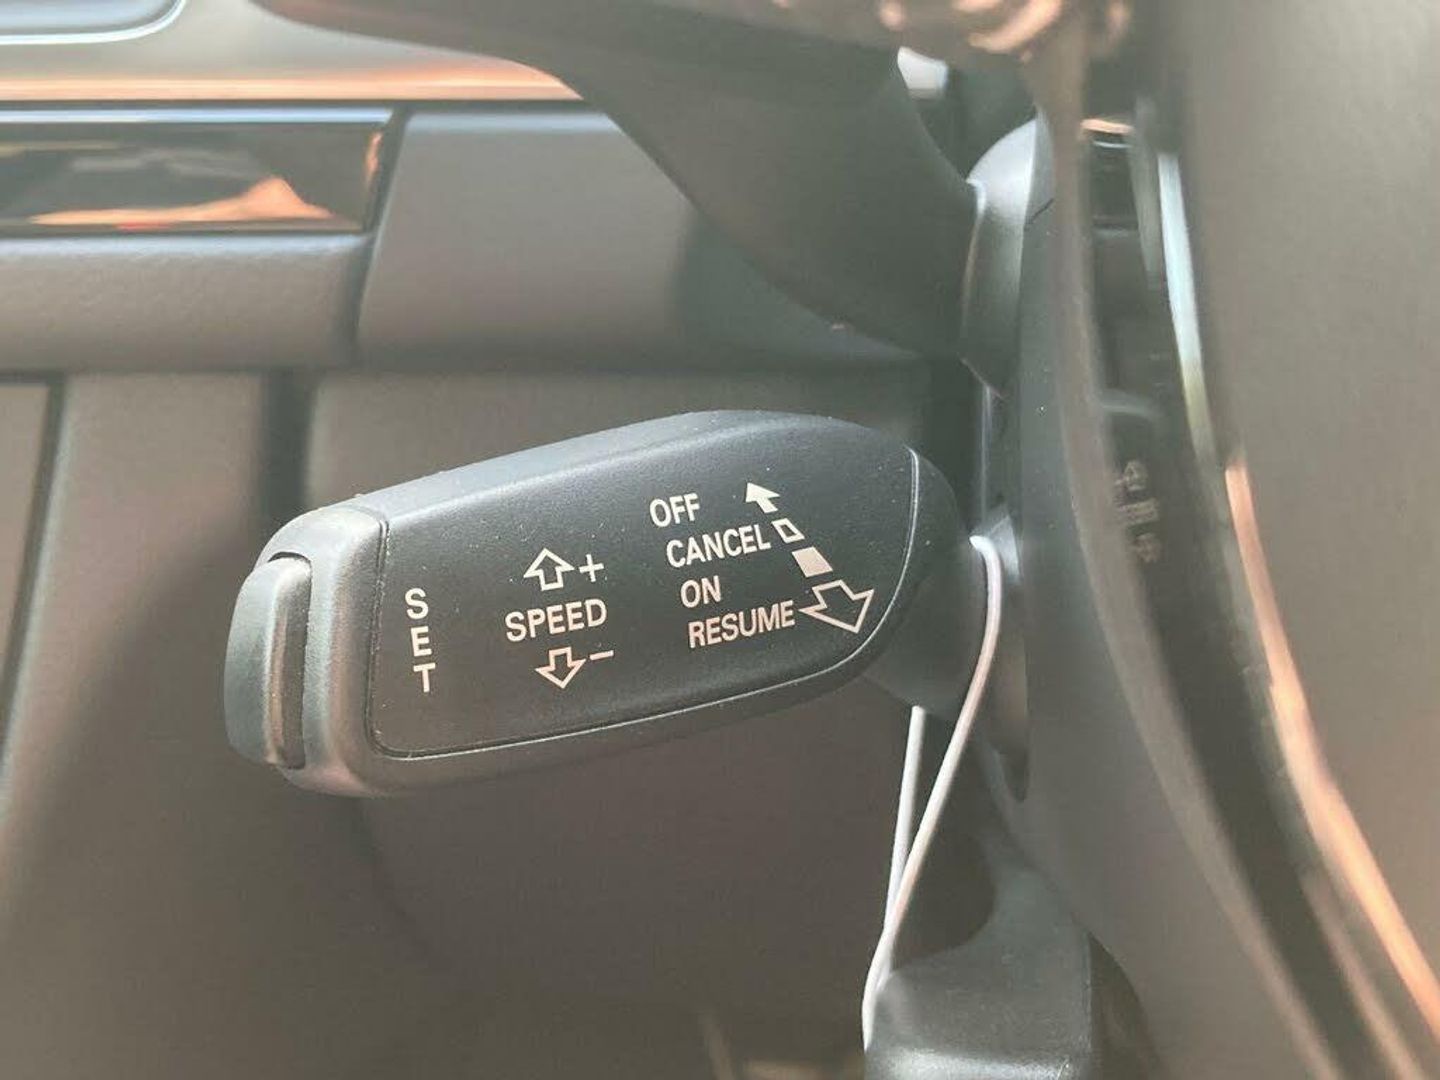 SET
+
SPEED
−
OFF
CANCEL
ON
RESUME